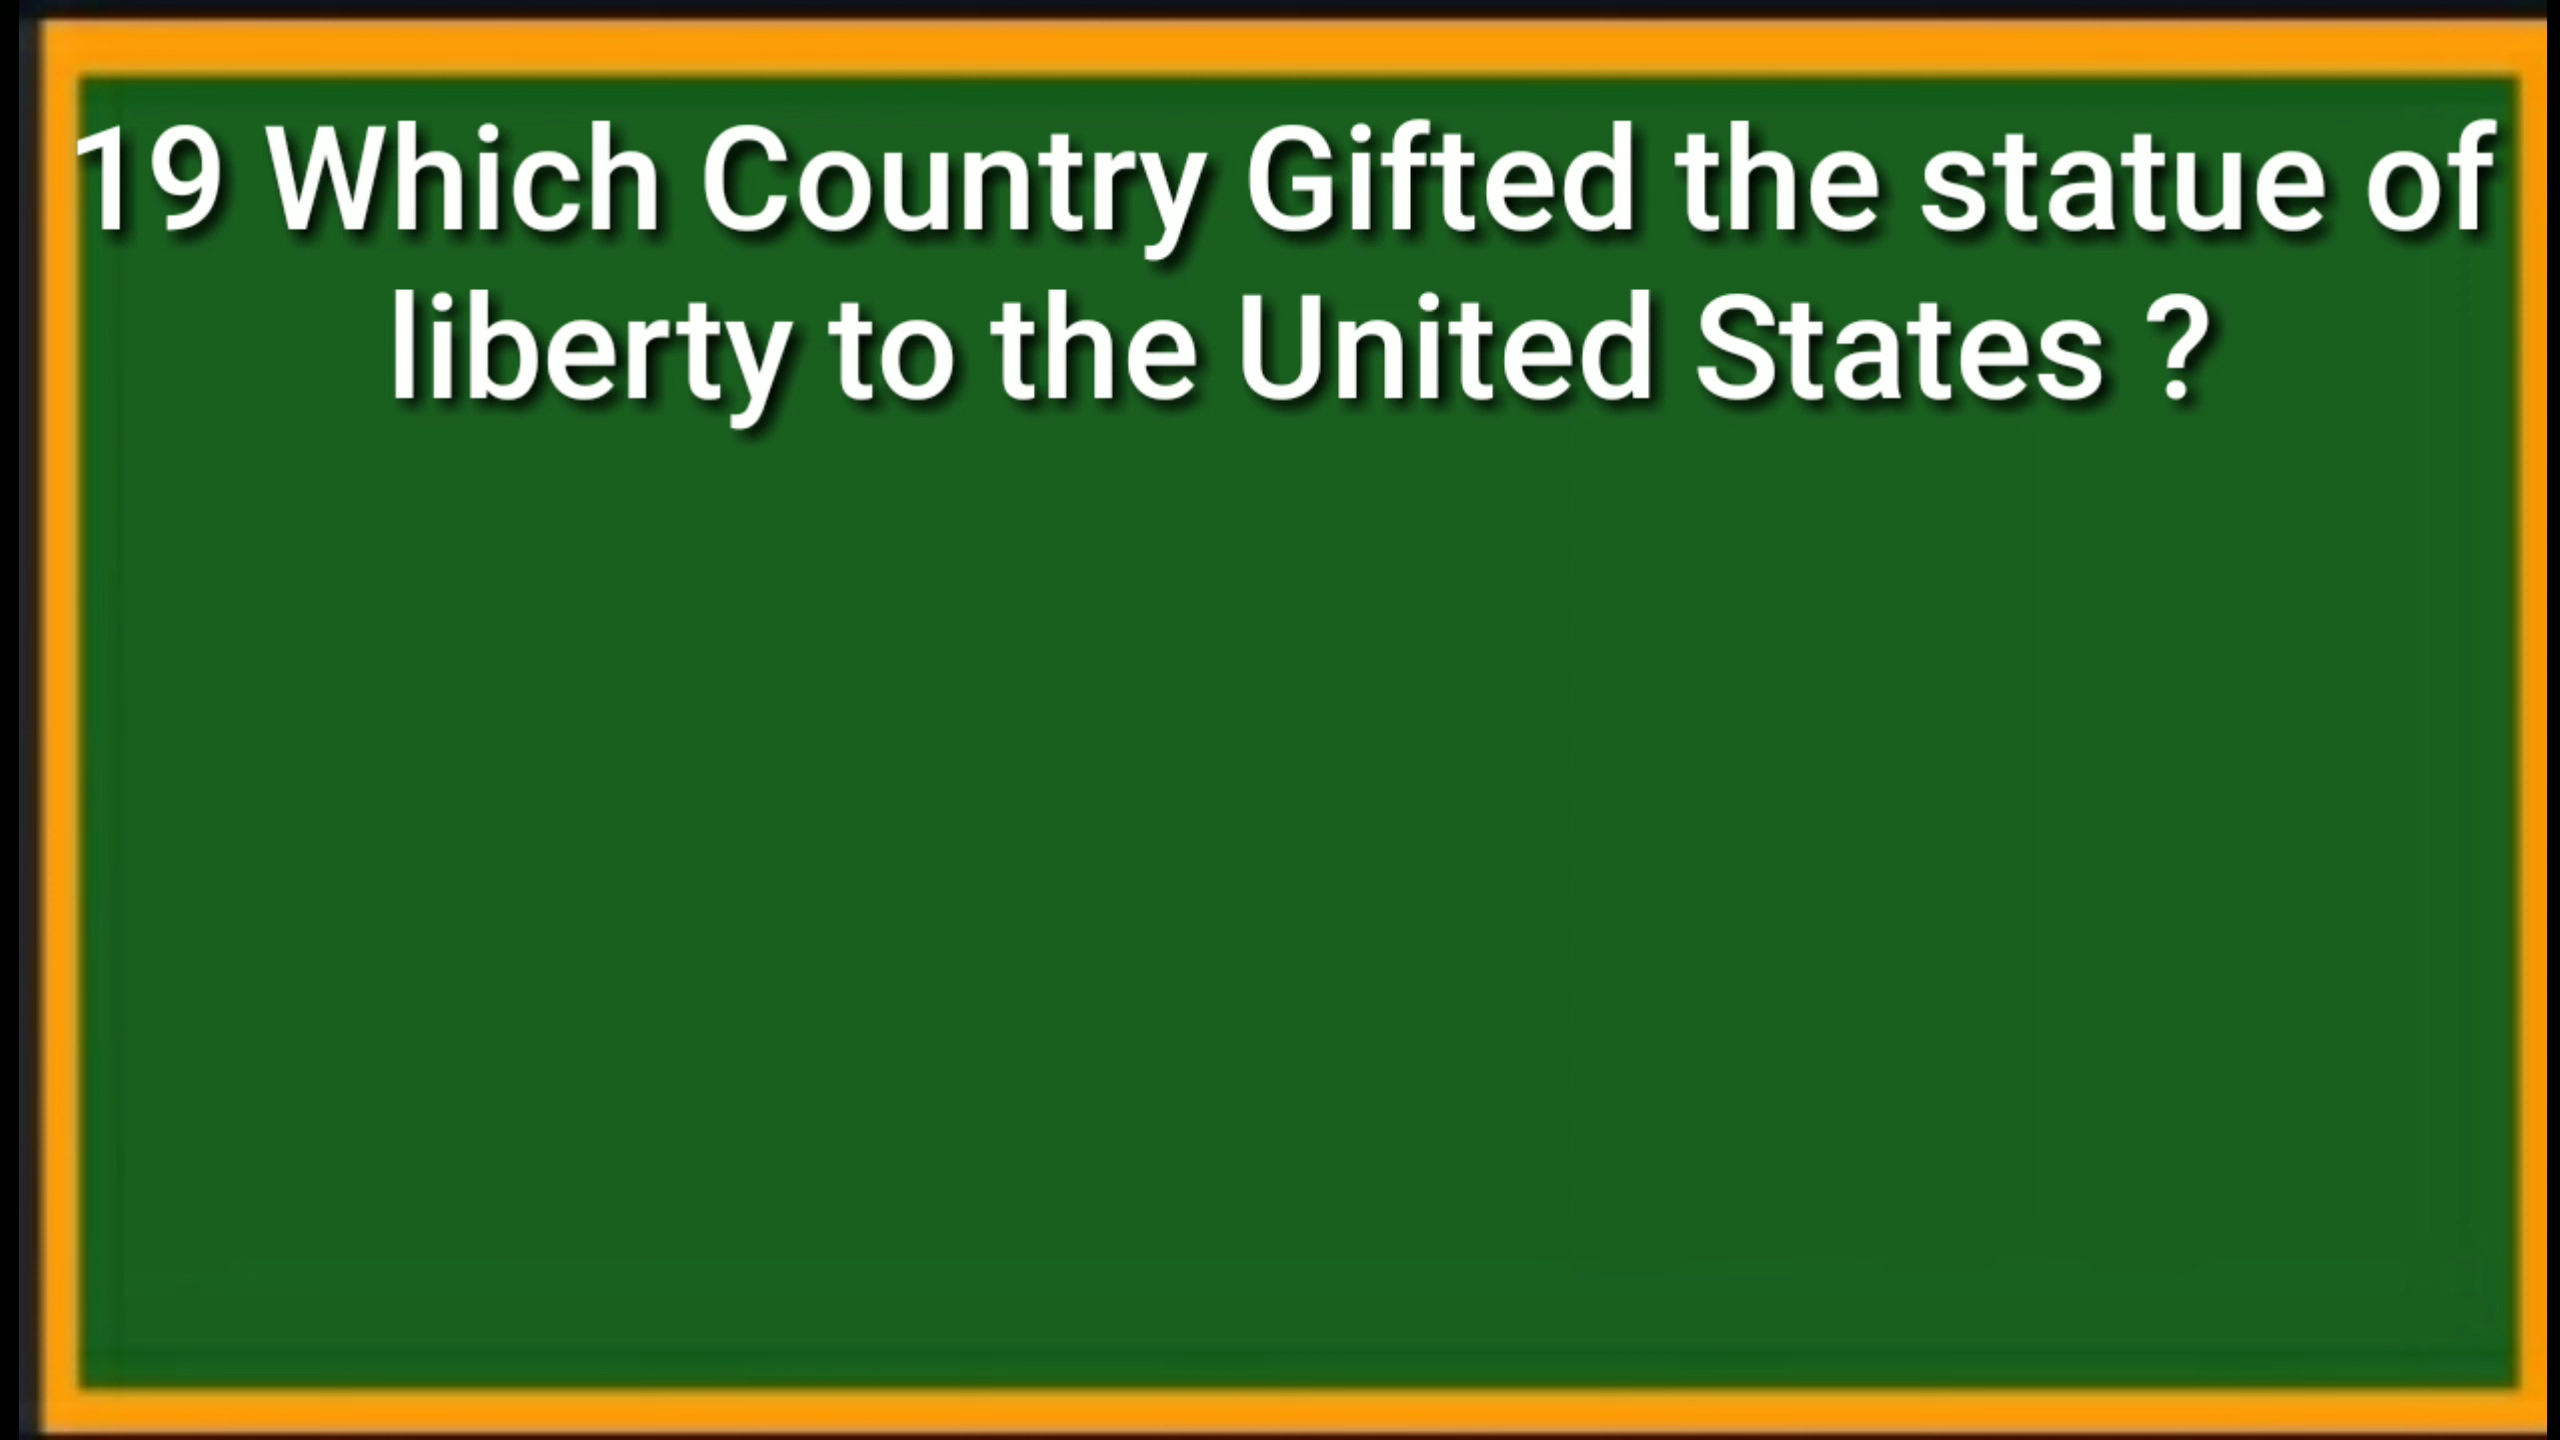 19 Which Country Gifted the statue of
liberty to the United States ?